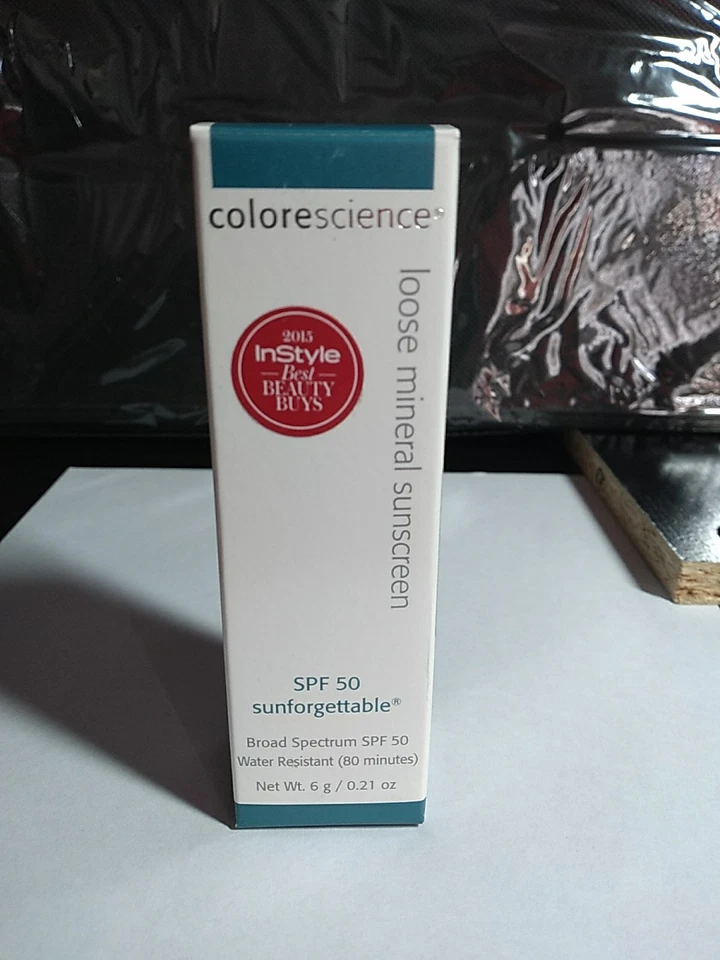 colorescience®
loose mineral sunscreen
2015
InStyle
Best
BEAUTY
BUYS
SPF 50
sunforgettable®
Broad Spectrum SPF 50
Water Resistant (80 minutes)
Net Wt. 6 g / 0.21 oz